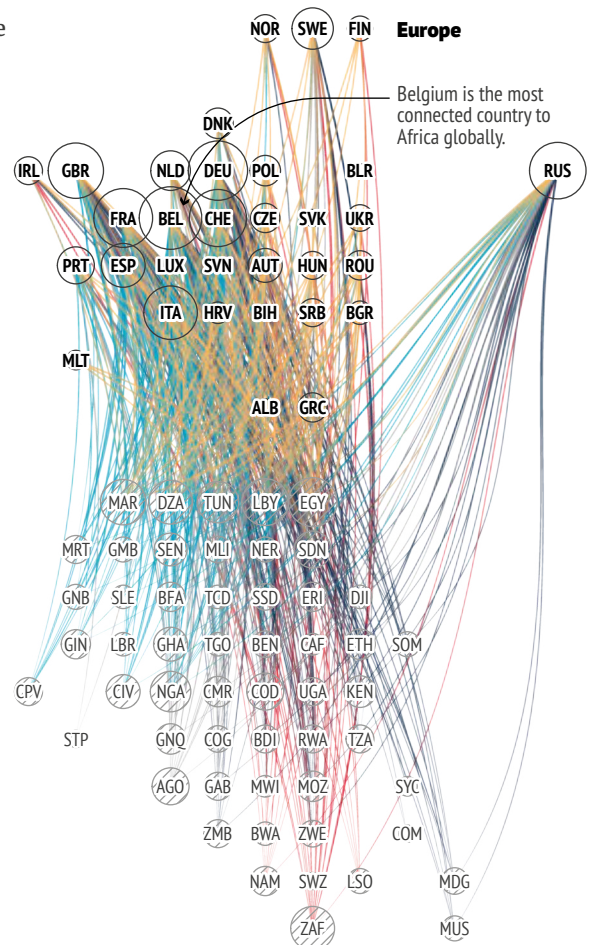 e
NOR SWE FIN Europe
Belgium is the most
connected country to
Africa globally.
DNK
IRL GBR NLD DEU POL BLR RUS
FRA BEL CHE CZE SVK UKR
PRT ESP LUX SVN AUT HUN ROU
ITA HRV BIH SRB BGR
MLT
ALB GRC
MAR DZA TUN LBY EGY
MRT GMB SEN MLI NER SDN
GNB SLE BFA TCD SSD ERI DJI
GIN LBR GHA TGO BEN CAF ETH SOM
CPV CIV NGA CMR COD UGA KEN
STP GNQ COG BDI RWA TZA
AGO GAB MWI MOZ SYC
ZMB BWA ZWE COM
NAM SWZ LSO MDG
ZAF MUS